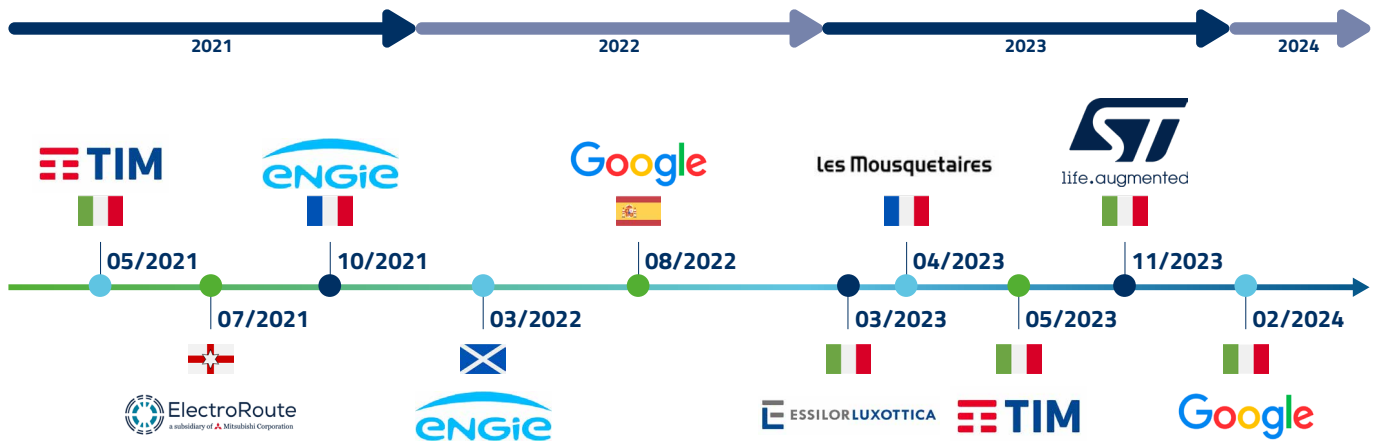 2021
2022
2023
2024
TIM
ENGIE
Google
Les Mousquetaires
ST
life.augmented
05/2021
10/2021
08/2022
04/2023
11/2023
07/2021
03/2022
03/2023
05/2023
02/2024
ElectroRoute
a subsidiary of Mitsubishi Corporation
ENGIE
ESSILORLUXOTTICA
TIM
Google